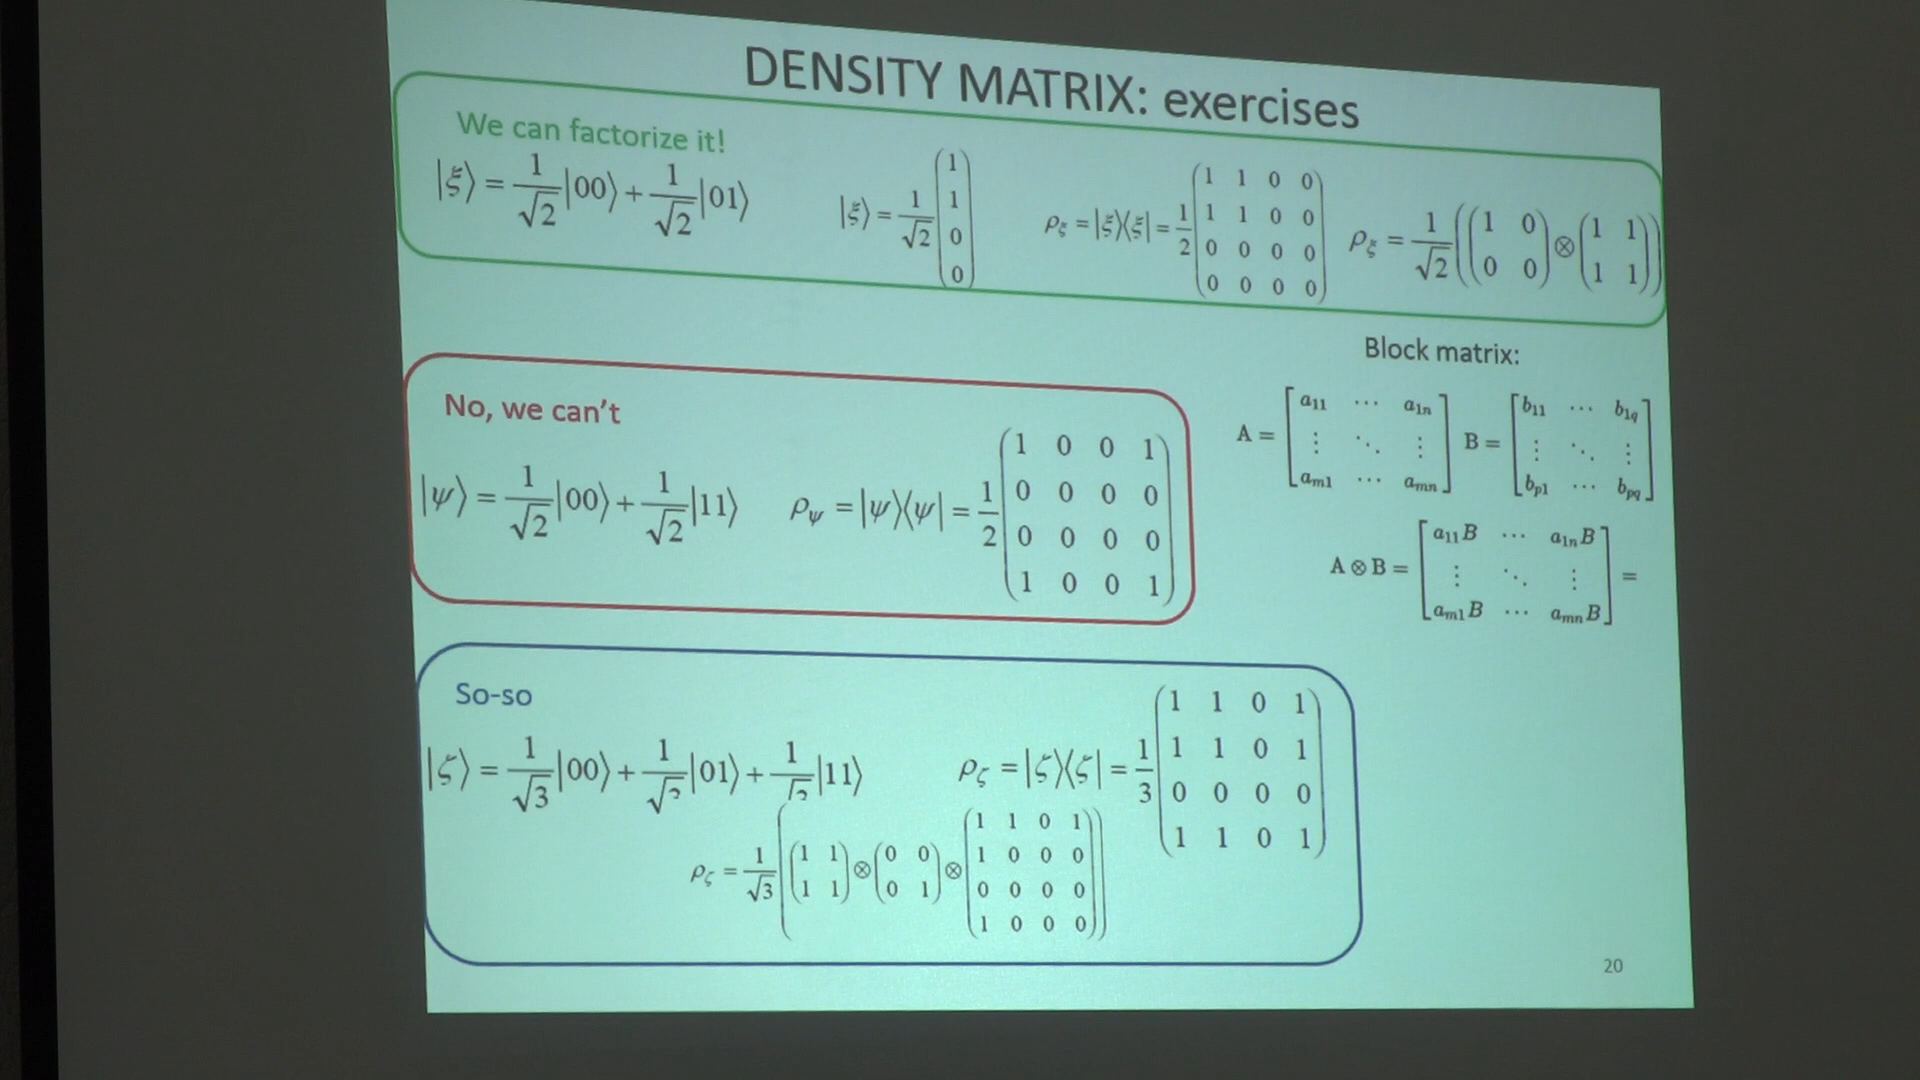 DENSITY MATRIX: exercises
We can factorize it!
|ξ⟩ = 1/√2 |00⟩ + 1/√2 |01⟩
|ξ⟩ = 1/√2 (1 1 0 0)
ρξ = |ξ⟩⟨ξ| = 1/2
1 1 0 0
1 1 0 0
0 0 0 0
0 0 0 0
ρξ = 1/√2 ((1 0 0 0) ⊗ (1 1 1 1))
Block matrix:
A = [a11 ⋯ a1n ⋮ ⋱ ⋮ am1 ⋯ amn] B = [b11 ⋯ b1q ⋮ ⋱ ⋮ bp1 ⋯ bpq]
A ⊗ B = [a11B ⋯ a1nB ⋮ ⋱ ⋮ am1B ⋯ amnB] =
No, we can't
|ψ⟩ = 1/√2 |00⟩ + 1/√2 |11⟩
ρψ = |ψ⟩⟨ψ| = 1/2
1 0 0 1
0 0 0 0
0 0 0 0
1 0 0 1
So-so
|ζ⟩ = 1/√3 |00⟩ + 1/√ |01⟩ + 1/√ |11⟩
ρζ = |ζ⟩⟨ζ| = 1/3
1 1 0 1
1 1 0 1
0 0 0 0
1 1 0 1
ρζ = 1/√3 ((1 1 1 1) ⊗ (0 0 0 1) ⊗
1 1 0 1
1 0 0 0
0 0 0 0
1 0 0 0
)
20